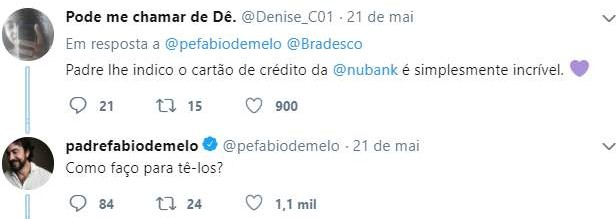 Pode me chamar de Dê. @Denise_C01 · 21 de mai
Em resposta a @pefabiodemelo @Bradesco
Padre lhe indico o cartão de crédito da @nubank é simplesmente incrível. 💜
21 15 900
padrefabiodemelo @pefabiodemelo · 21 de mai
Como faço para tê-los?
84 24 1,1 mil